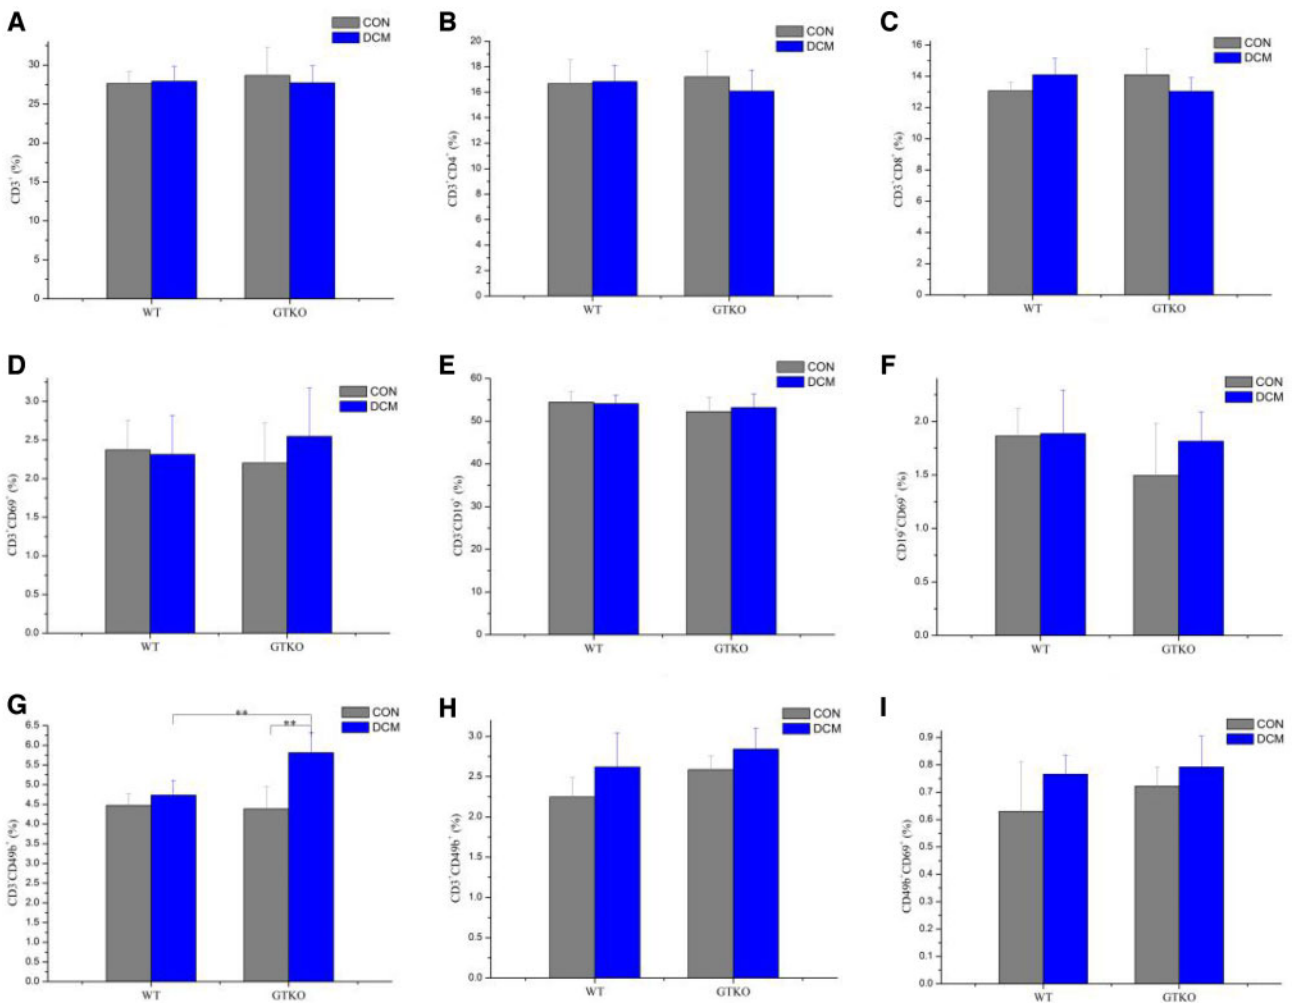 A
CON
DCM
CD3⁺ (%)
30
25
20
15
10
5
0
WT
GTKO
B
CON
DCM
CD3⁺CD4⁺ (%)
20
18
16
14
12
10
8
6
4
2
0
WT
GTKO
C
CON
DCM
CD3⁺CD8⁺ (%)
16
14
12
10
8
6
4
2
0
WT
GTKO
D
CON
DCM
CD3⁺CD69⁺ (%)
3.0
2.5
2.0
1.5
1.0
0.5
0.0
WT
GTKO
E
CON
DCM
CD3⁻CD19⁺ (%)
60
50
40
30
20
10
0
WT
GTKO
F
CON
DCM
CD19⁺CD69⁺ (%)
2.0
1.5
1.0
0.5
0.0
WT
GTKO
G
CON
DCM
**
**
CD3⁻CD49b⁺ (%)
6.5
6.0
5.5
5.0
4.5
4.0
3.5
3.0
2.5
2.0
1.5
1.0
0.5
0.0
WT
GTKO
H
CON
DCM
CD3⁺CD49b⁺ (%)
3.0
2.5
2.0
1.5
1.0
0.5
0.0
WT
GTKO
I
CON
DCM
CD49b⁺CD69⁺ (%)
0.9
0.8
0.7
0.6
0.5
0.4
0.3
0.2
0.1
0.0
WT
GTKO